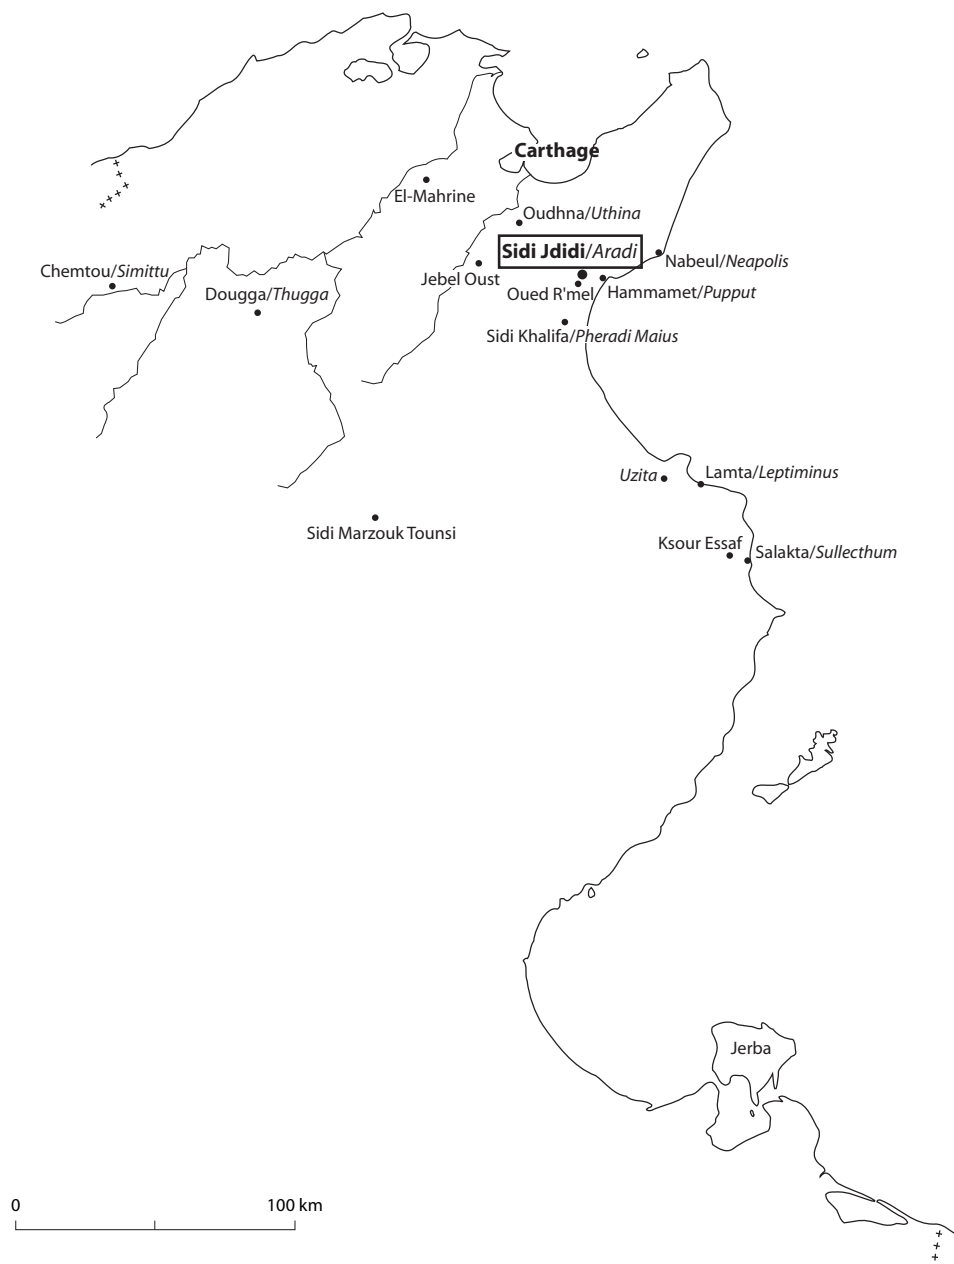 Carthage
El-Mahrine
Oudhna/Uthina
Sidi Jdidi/Aradi
Nabeul/Neapolis
Chemtou/Simittu
Jebel Oust
Dougga/Thugga
Oued R'mel
Hammamet/Pupput
Sidi Khalifa/Pheradi Maius
Uzita
Lamta/Leptiminus
Sidi Marzouk Tounsi
Ksour Essaf
Salakta/Sullecthum
Jerba
0 100 km